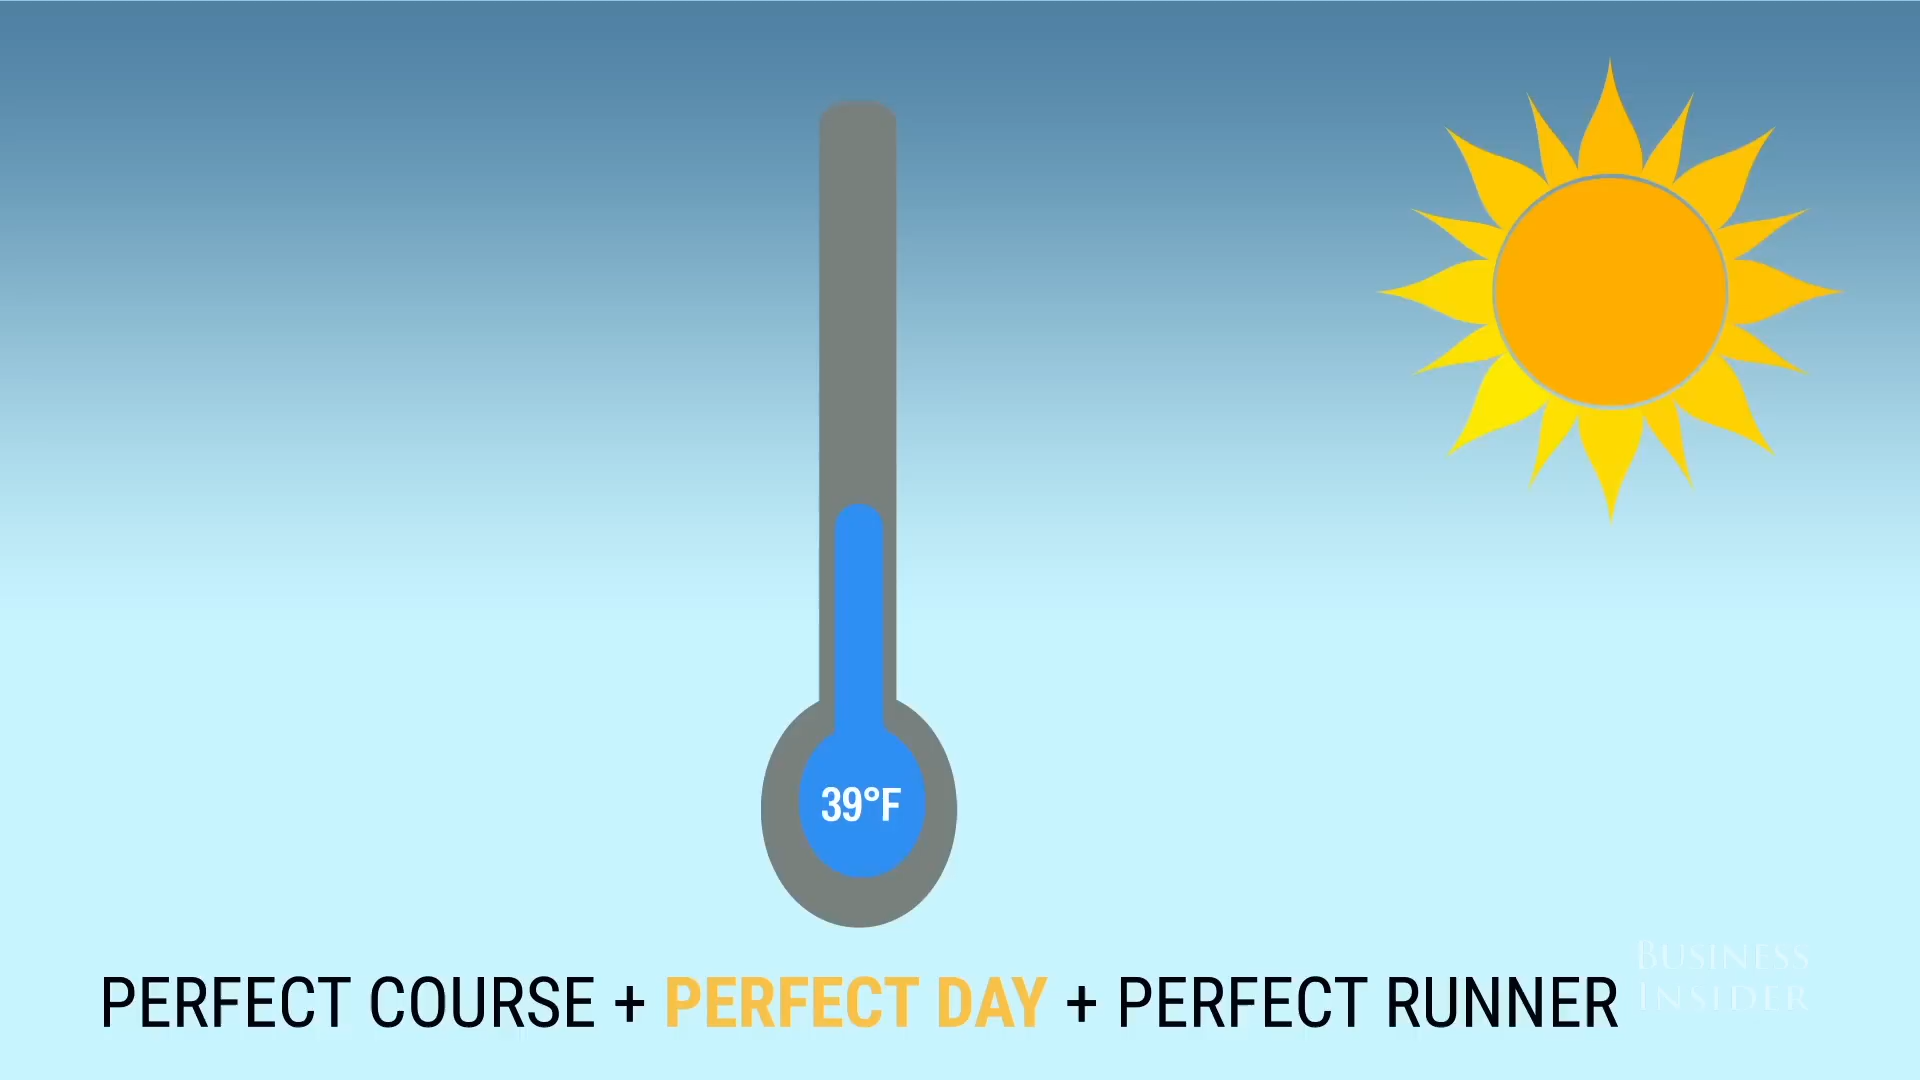 39°F
PERFECT COURSE + PERFECT DAY + PERFECT RUNNER
BUSINESS
INSIDER